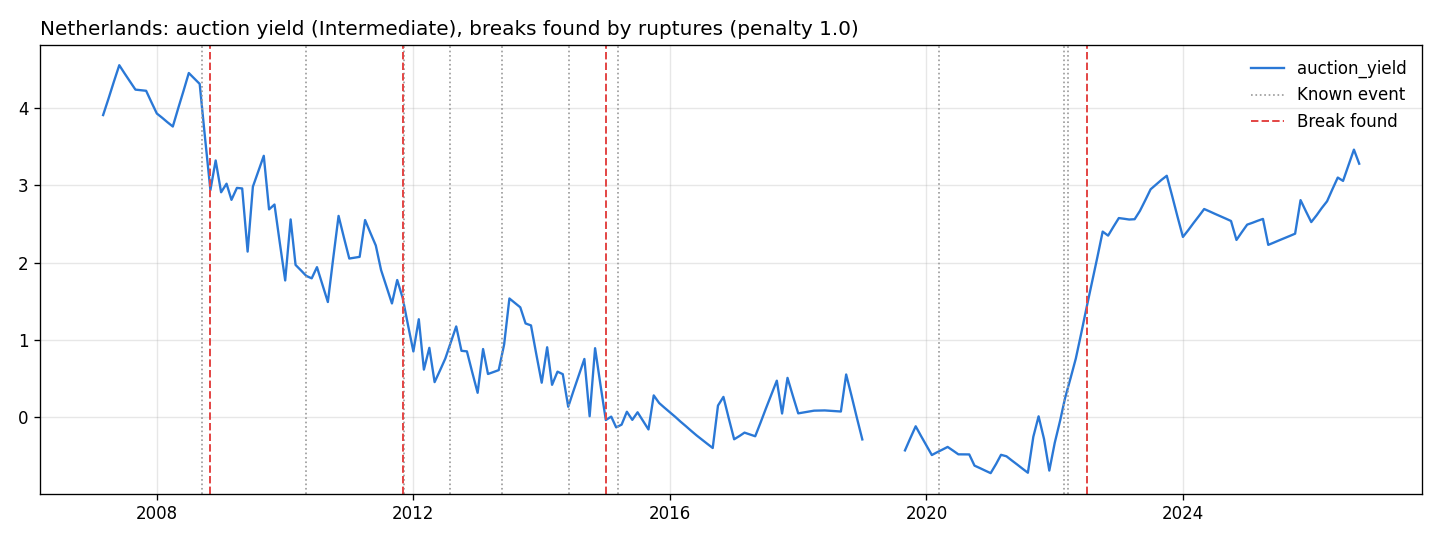 Netherlands: auction yield (Intermediate), breaks found by ruptures (penalty 1.0)
auction_yield
Known event
Break found
4
3
2
1
0
2008 2012 2016 2020 2024